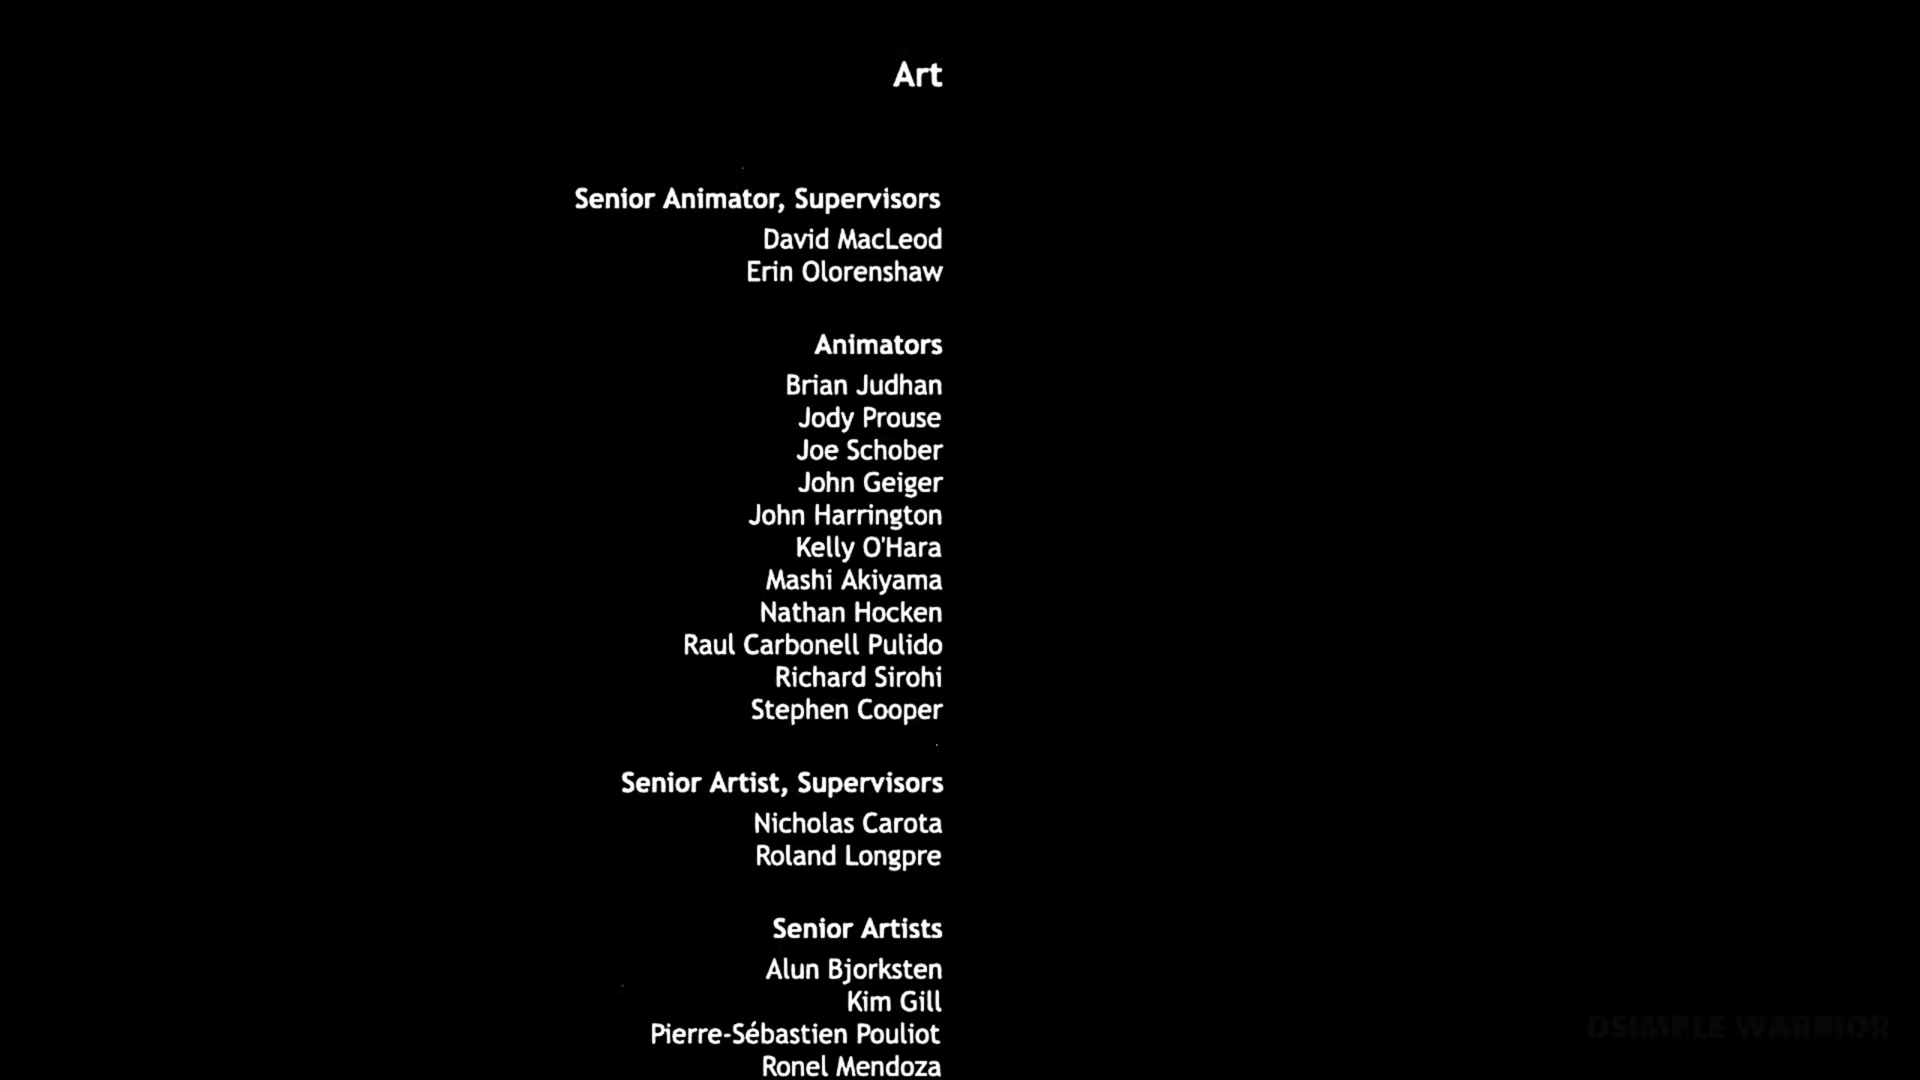 Art
Senior Animator, Supervisors
David MacLeod
Erin Olorenshaw
Animators
Brian Judhan
Jody Prouse
Joe Schober
John Geiger
John Harrington
Kelly O'Hara
Mashi Akiyama
Nathan Hocken
Raul Carbonell Pulido
Richard Sirohi
Stephen Cooper
Senior Artist, Supervisors
Nicholas Carota
Roland Longpre
Senior Artists
Alun Bjorksten
Kim Gill
Pierre-Sébastien Pouliot
Ronel Mendoza
DSIMPLE WARRIOR